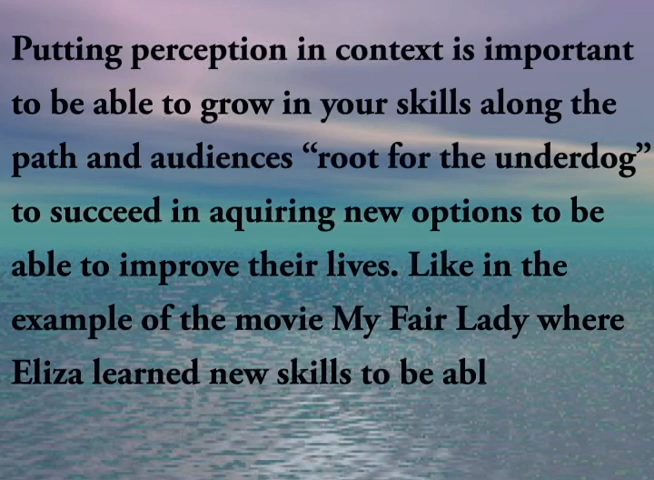 Putting perception in context is important
to be able to grow in your skills along the
path and audiences “root for the underdog”
to succeed in aquiring new options to be
able to improve their lives. Like in the
example of the movie My Fair Lady where
Eliza learned new skills to be abl